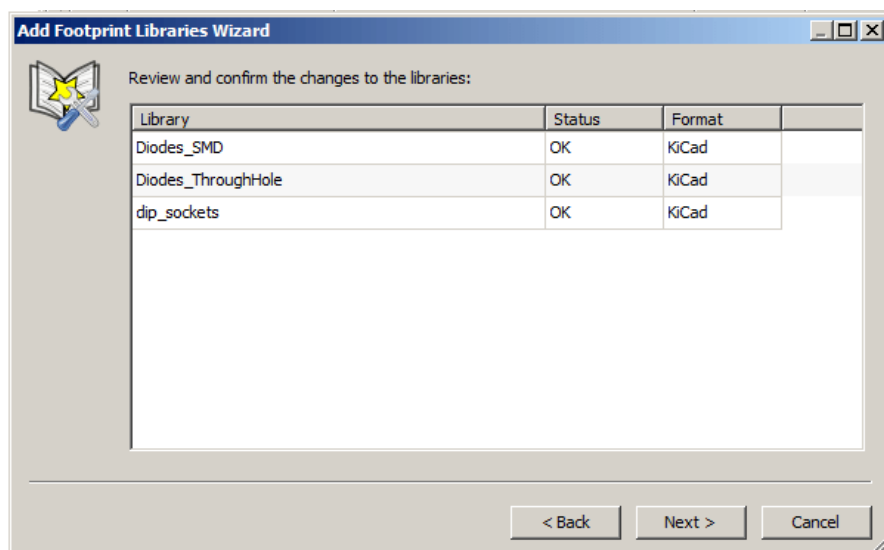 Add Footprint Libraries Wizard
Review and confirm the changes to the libraries:
Library Status Format
Diodes_SMD OK KiCad
Diodes_ThroughHole OK KiCad
dip_sockets OK KiCad
< Back Next > Cancel